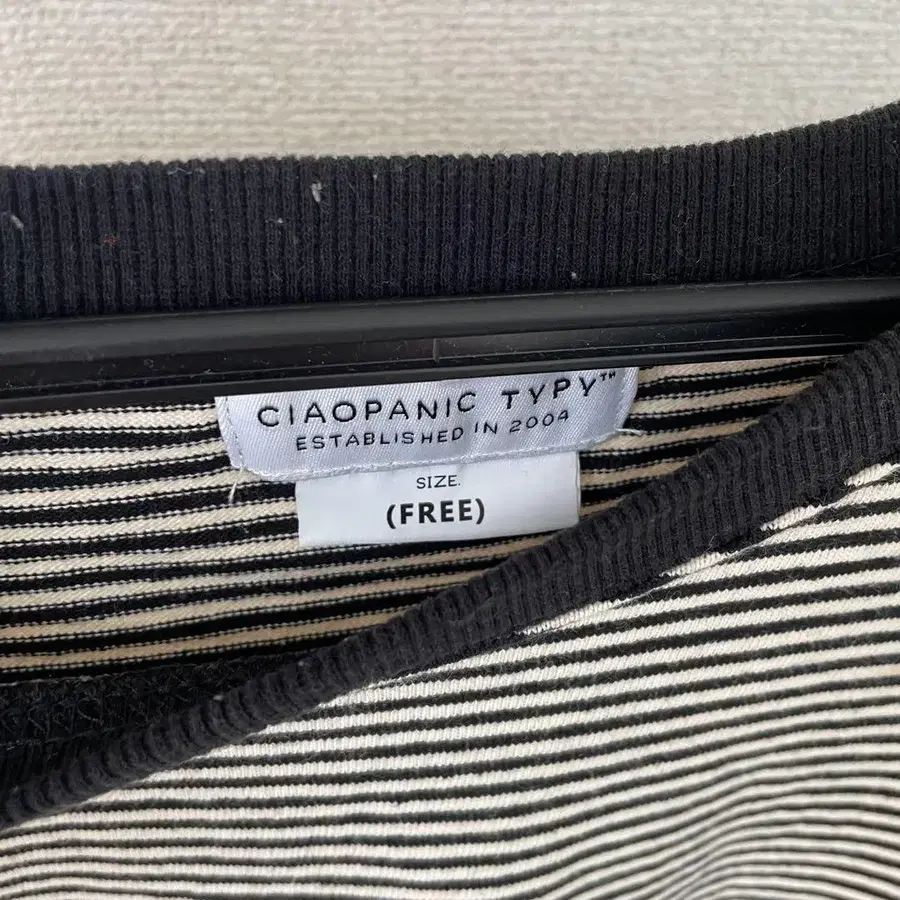 CIAOPANIC TYPY™
ESTABLISHED IN 2004
SIZE.
(FREE)